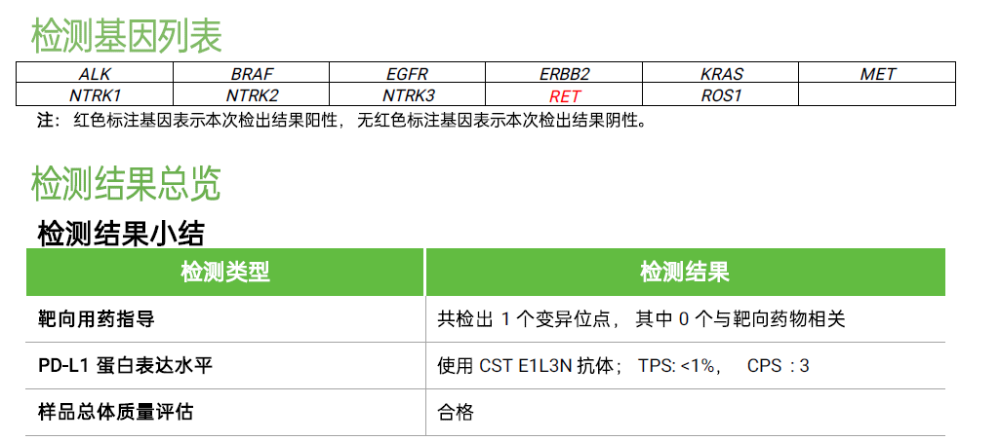 检测基因列表
ALK BRAF EGFR ERBB2 KRAS MET
NTRK1 NTRK2 NTRK3 RET ROS1
注： 红色标注基因表示本次检出结果阳性，无红色标注基因表示本次检出结果阴性。
检测结果总览
检测结果小结
检测类型 检测结果
靶向用药指导 共检出 1 个变异位点， 其中 0 个与靶向药物相关
PD-L1 蛋白表达水平 使用 CST E1L3N 抗体； TPS: <1%， CPS : 3
样品总体质量评估 合格